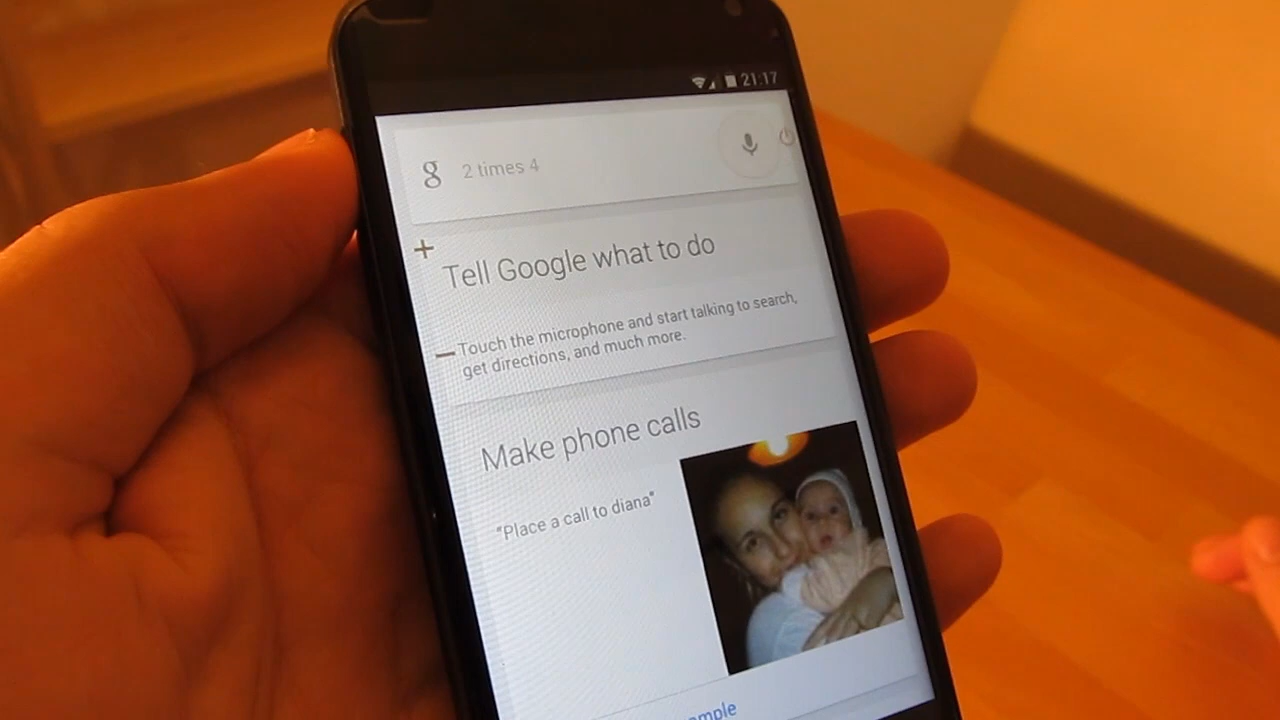 21:17
g 2 times 4
Tell Google what to do
Touch the microphone and start talking to search,
get directions, and much more.
Make phone calls
"Place a call to diana"